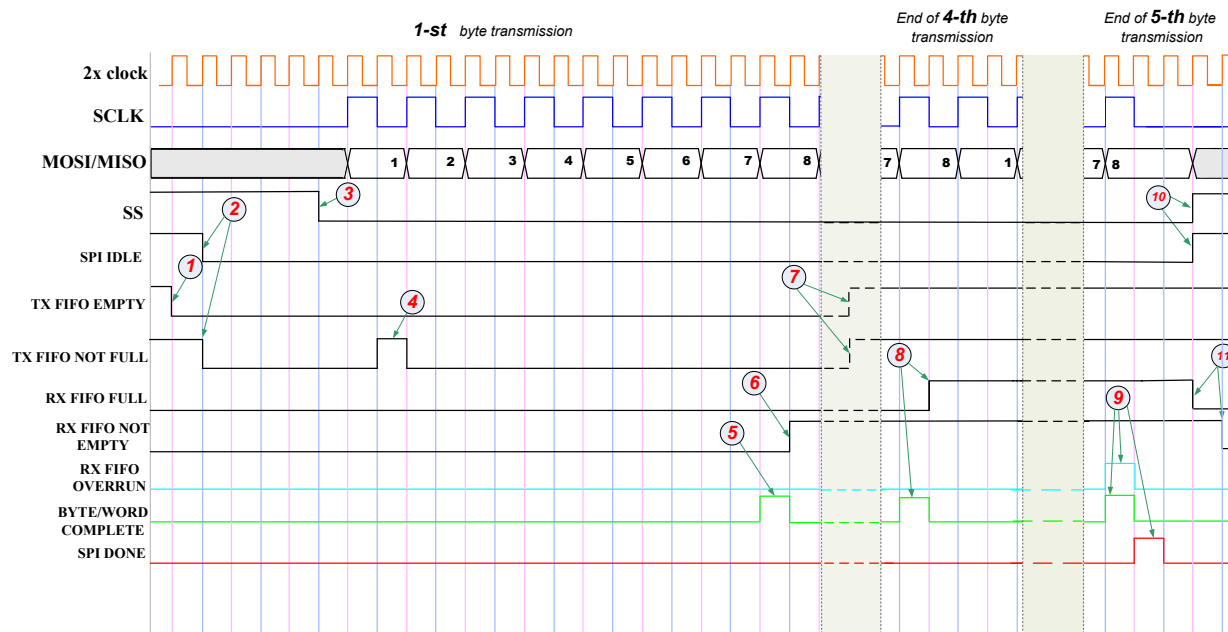 1-st byte transmission
End of 4-th byte
transmission
End of 5-th byte
transmission
2x clock
SCLK
MOSI/MISO
1 2 3 4 5 6 7 8 7 8 1 7 8
SS
3
2
10
SPI IDLE
1
TX FIFO EMPTY
7
4
TX FIFO NOT FULL
8
11
RX FIFO FULL
6
9
RX FIFO NOT
EMPTY
5
RX FIFO
OVERRUN
BYTE/WORD
COMPLETE
SPI DONE